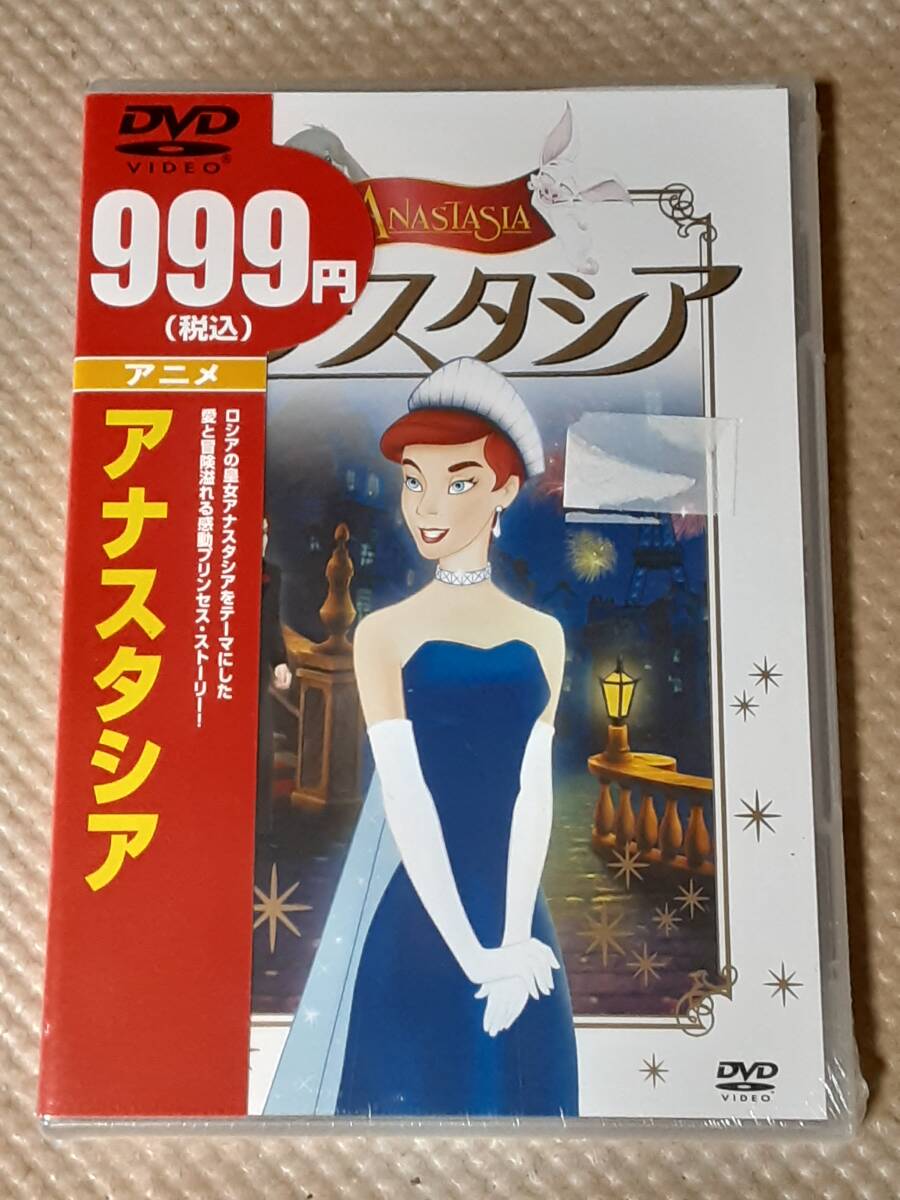 DVD
VIDEO®
999円
(税込)
アニメ
アナスタシア
ロシアの皇女アナスタシアをテーマにした
愛と冒険溢れる感動プリンセス・ストーリー!
ANASTASIA
スタシア
DVD
VIDEO